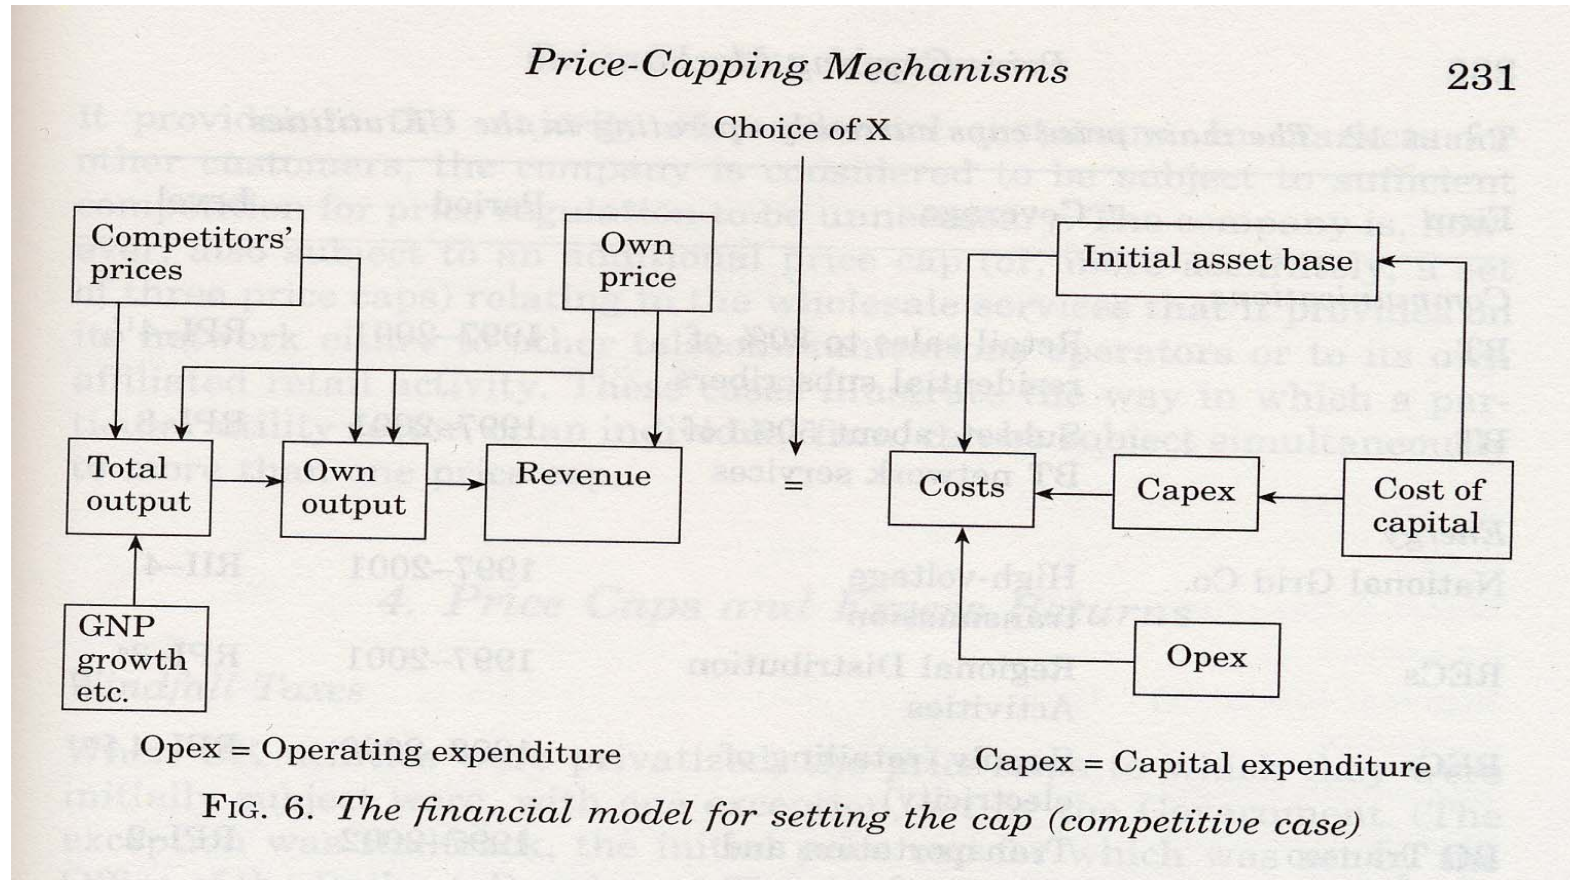 Price-Capping Mechanisms
231
Choice of X
Competitors'
prices
Own
price
Initial asset base
Total
output
Own
output
Revenue
=
Costs
Capex
Cost of
capital
GNP
growth
etc.
Opex
Opex = Operating expenditure
Capex = Capital expenditure
FIG. 6. The financial model for setting the cap (competitive case)